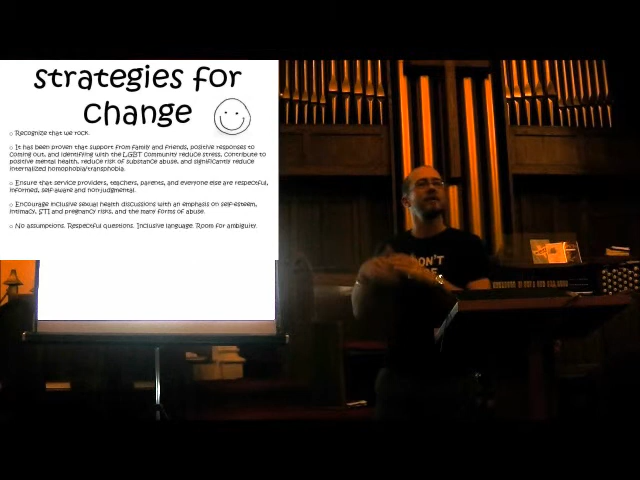 strategies for
change
o Recognize that we rock.
o It has been proven that support from family and friends, positive responses to
coming out, and identifying with the LGBT community reduce stress, contribute to
positive mental health, reduce risk of substance abuse, and significantly reduce
internalized homophobia/transphobia.
o Ensure that service providers, teachers, parents, and everyone else are respectful,
informed, self-aware and non-judgmental.
o Encourage inclusive sexual health discussions with an emphasis on self-esteem,
intimacy, STI and pregnancy risks, and the many forms of abuse.
o No assumptions. Respectful questions. Inclusive language. Room for ambiguity.
ON'T